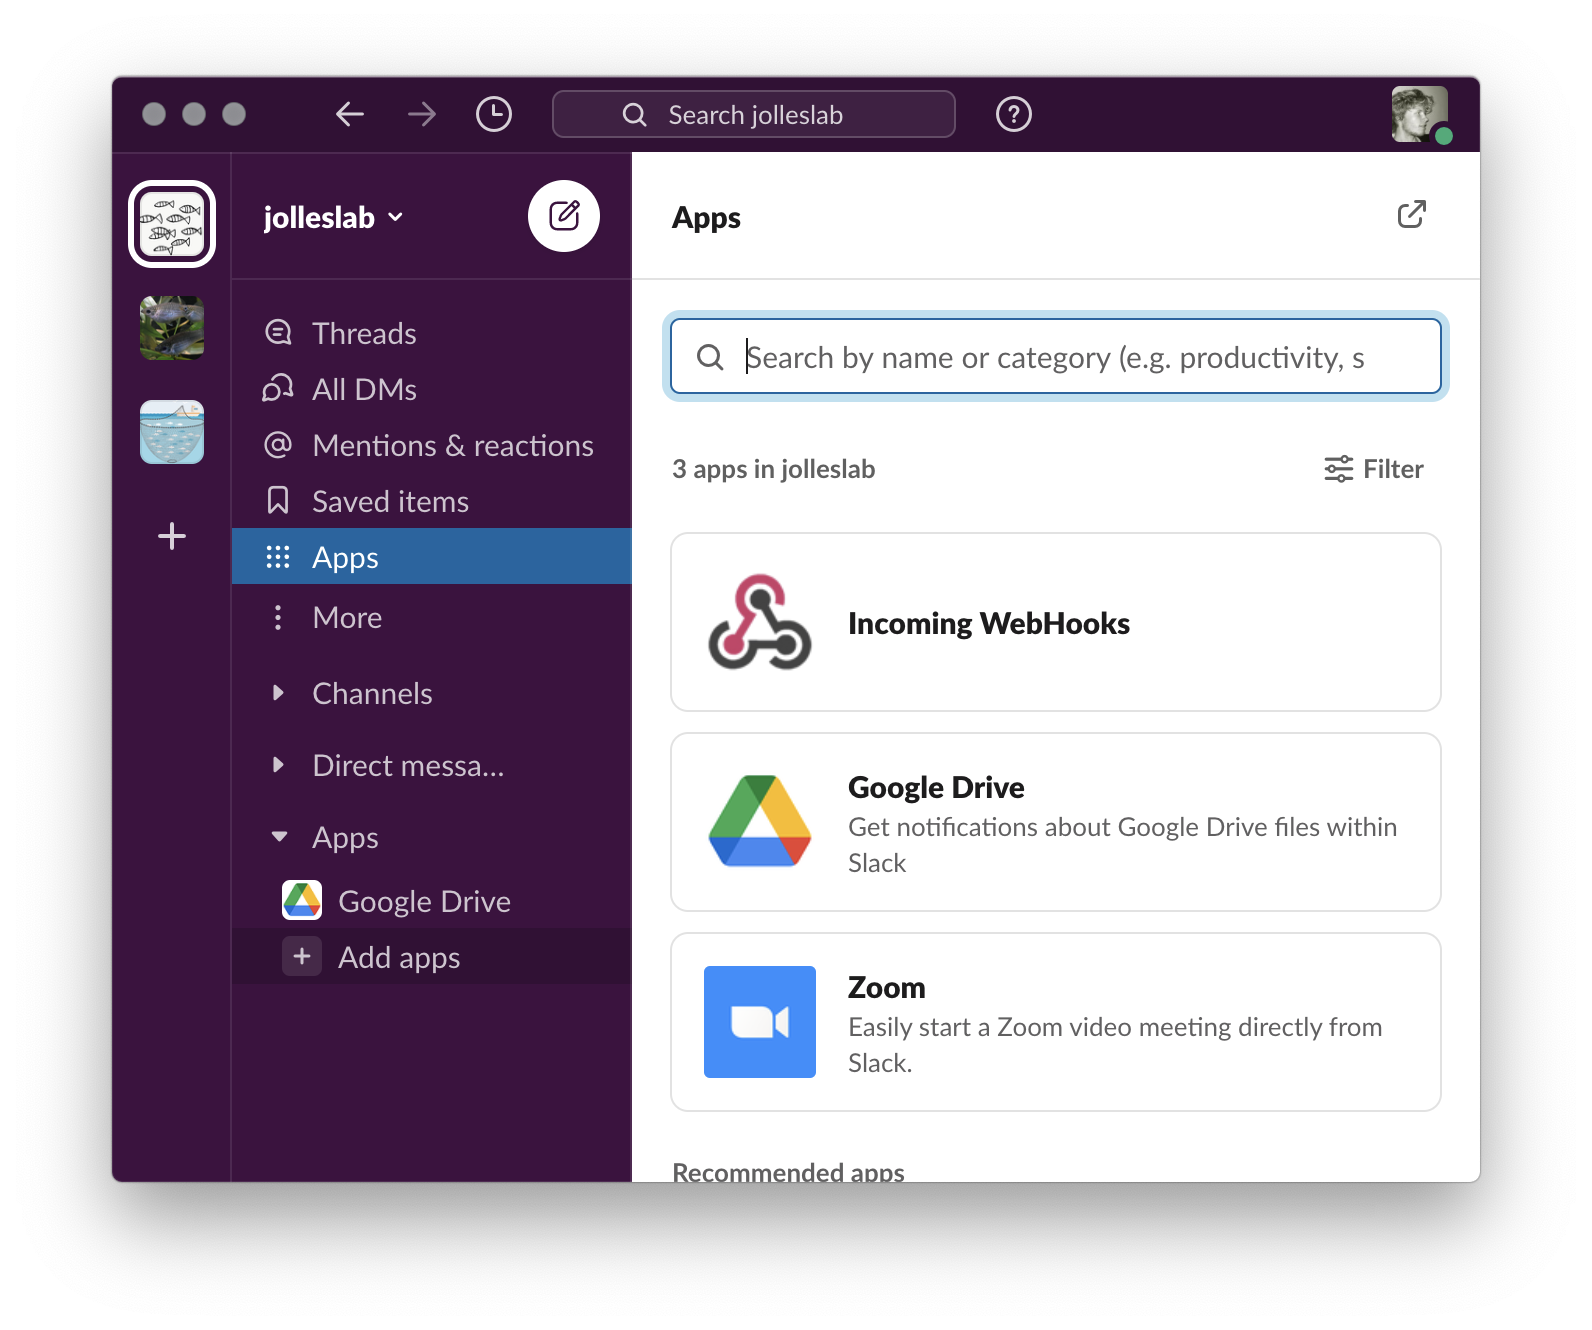 Search jolleslab
jolleslab
Threads
All DMs
Mentions & reactions
Saved items
Apps
More
Channels
Direct messa...
Apps
Google Drive
Add apps
Apps
Search by name or category (e.g. productivity, s
3 apps in jolleslab
Filter
Incoming WebHooks
Google Drive
Get notifications about Google Drive files within
Slack
Zoom
Easily start a Zoom video meeting directly from
Slack.
Recommended apps